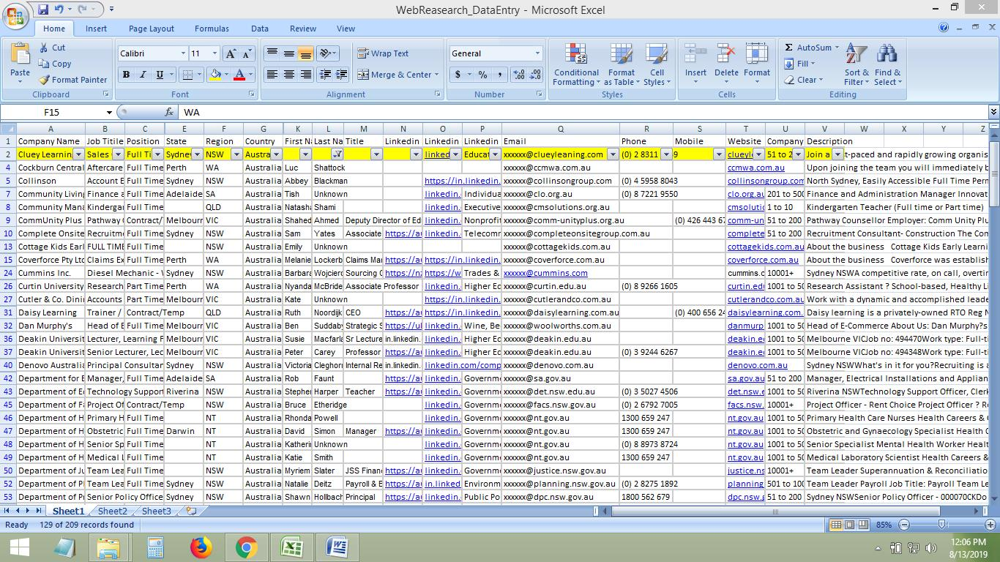 WebReasearch_DataEntry - Microsoft Excel
Home Insert Page Layout Formulas Data Review View
Cut Calibri 11 A A Wrap Text General AutoSum
Copy
Paste Format Painter B I U A Merge & Center $ % , Conditional Formatting Format as Table Cell Styles Insert Delete Format Fill Clear Sort & Filter Find & Select
Clipboard Font Alignment Number Styles Cells Editing
F15 fx WA
A B C E F G K L M N O P Q R S T U V W X Y Z
1 Company Name Job Titile Position State Region Country First Na Last Na Title Linkedin Linkedin Linkedin Email Phone Mobile Website Company Description
2 Cluey Learnin Sales Full Ti Sydne NSW Austra linked Educat xxxxxx@clueyleaning.com (0) 2 8311 9 clueyl 51 to 2 Join a t-paced and rapidly growing organis
4 Cockburn Central Aftercare Full Time Perth WA Australia Luc Shattock xxxxxx@ccmwa.com.au ccmwa.com.au Upon joining the team you will immediately b
5 Collinson Account E Full Time Sydney NSW Australia Abbey Blackman https://in.linkedin. xxxxxx@collinsongroup.com (0) 4 5958 8043 collinsongroup.com North Sydney, Easily Accessible Full Time Perm
7 Community Living Finance a Full Time Adelaide SA Australia Tish Unknown linkedin. Individua xxxxxx@clo.org.au (0) 8 7221 9550 clo.org.au 201 to 500 Finance and Administration Manager Innovat
8 Community Mana Kindergar Full Time QLD Australia Natasha Shami linkedin. Executive xxxxxx@cmsolutions.org.au cmsoluti 1 to 10 Kindergarten Teacher (Full time or Part time)
9 CommUnity Plus Pathway C Contract/T Melbourn VIC Australia Shahed Ahmed Deputy Director of Ed linkedin. Nonprofit xxxxxx@comm-unityplus.org.au (0) 426 443 67 comm-un 51 to 200 Pathway Counsellor Employer: Comm Unity Plu
10 Complete Onsite Recruitme Full Time Sydney NSW Australia Sam Yates Associate https://au linkedin. Telecomm xxxxxx@completeonsitegroup.com.au complete 51 to 200 Recruitment Consultant- Construction The Com
13 Cottage Kids Earl FULL TIME Full Time NSW Australia Emily Unknown xxxxxx@cottagekids.com.au cottagekids.com.au About the business Cottage Kids Early Learni
15 Coverforce Pty Ltd Claims Ex Full Time Perth WA Australia Melanie Lockerb Claims Man https://au https://in.linkedin. xxxxxx@coverforce.com.au coverforce.com.au About the business Coverforce was establish
24 Cummins Inc. Diesel Mechanic - V Full Time Sydney NSW Australia Barbara Wojcierc Sourcing C https://nz https://w Trades & xxxxxx@cummins.com cummins.c 10001+ Sydney NSWA competitive rate, on call, overtin
26 Curtin University Research Part Time Perth WA Australia Nyanda McBride Associate Professor https://in.linkedin. Higher Ed xxxxxx@curtin.edu.au (0) 8 9266 1605 curtin.edu 1001 to 50 Research Assistant ? School-based, Healthy Li
27 Cutler & Co. Dini Accounts Part Time Melbourn VIC Australia Kate Unknown https://in.linkedin. xxxxxx@cutlerandco.com.au cutlerandco.com.au Work with a dynamic and accomplished leade
31 Daisy Learning Trainer / Contract/Temp QLD Australia Ruth Noordijk CEO https://au https://in.linkedin. xxxxxx@daisylearning.com.au (0) 400 656 24 daisylearning.com. Daisy learning is a privately-owned RTO Reg N
32 Dan Murphy's Head of E Full Time Melbourn VIC Australia Ben Suddaby Strategic S https://ul linkedin. Wine, Be xxxxxx@woolworths.com.au danmurp 1001 to 50 Head of E-Commerce About Us: Dan Murphy?s
36 Deakin Universit Lecturer, Learning F Melbourn VIC Australia Susie Macfarla Sr Lecture in.linkedin. linkedin. Higher Ed xxxxxx@deakin.edu.au deakin.ed 1001 to 50 Melbourne VICJob no: 494470Work type: Full-ti
37 Deakin Universit Senior Lecturer, Lec Melbourn VIC Australia Peter Carey Professor https://au linkedin. Higher Ed xxxxxx@deakin.edu.au (0) 3 9244 6267 deakin.ed 1001 to 50 Melbourne VICJob no: 494348Work type: Full-ti
40 Denovo Australia Principal Consultan Sydney NSW Australia Victoria Cleghorn Internal Re in.linkedin. linkedin.com/comp xxxxxx@denovo.com.au denovo.com.au Sydney NSWWhat's in it for you?Recruiting is a
42 Department for E Manager, Full Time Adelaide SA Australia Rob Faunt linkedin. Governme xxxxxx@sa.gov.au sa.gov.au 51 to 200 Manager, Electrical Installations and Applian
43 Department of Ed Technology Support Riverina NSW Australia Stephen Harper Teacher https://au linkedin. Governme xxxxxx@det.nsw.edu.au (0) 3 5027 4506 det.nsw.e 1001 to 50 Riverina NSWTechnology Support Officer, Clerk
45 Department of Fa Project Of Contract/Temp NSW Australia Bruce Etheridge linkedin. Governme xxxxxx@facs.nsw.gov.au (0) 2 6792 7005 facs.nsw. 10001+ Project Officer - Rent Choice Project Officer ? R
46 Department of H Primary H Full Time NT Australia Rhonda Powell linkedin. Governme xxxxxx@nt.gov.au 1300 659 247 nt.gov.au 1001 to 50 Primary Health Care Nurses Health Careers &
47 Department of H Obstetric Full Time Darwin NT Australia David Simon Manager https://au linkedin. Governme xxxxxx@nt.gov.au 1300 659 247 nt.gov.au 1001 to 50 Obstetric and Gynaecology Specialist Health C
48 Department of H Senior Sp Full Time NT Australia Katheri Unknown linkedin. Governme xxxxxx@nt.gov.au (0) 8 8973 8724 nt.gov.au 1001 to 50 Senior Specialist Mental Health Worker Healt
49 Department of H Medical L Full Time NT Australia Katie Smith linkedin. Governme xxxxxx@nt.gov.au 1300 659 247 nt.gov.au 1001 to 50 Medical Laboratory Scientist Health Careers &
50 Department of Ju Team Lea Full Time NSW Australia Myriem Slater JSS Financ https://au linkedin. Governme xxxxxx@justice.nsw.gov.au justice.ns 10001+ Team Leader Superannuation & Reconciliatio
52 Department of Pl Team Lea Full Time Sydney NSW Australia Natalie Deitz Payroll & E https://au in.linked Environm xxxxxx@planning.nsw.gov.au (0) 2 8275 1892 planning 501 to 100 Team Leader Payroll Job Title: Payroll Team Le
53 Department of Pr Senior Policy Officer Sydney NSW Australia Shawn Hollbach Principal https://au linkedin. Public Po xxxxxx@dpc.nsw.gov.au 1800 562 679 dpc.nsw.g 51 to 200 Sydney NSWSenior Policy Officer - 000070CKDo
Sheet1 Sheet2 Sheet3
Ready 129 of 209 records found 85%
12:06 PM
8/13/2019